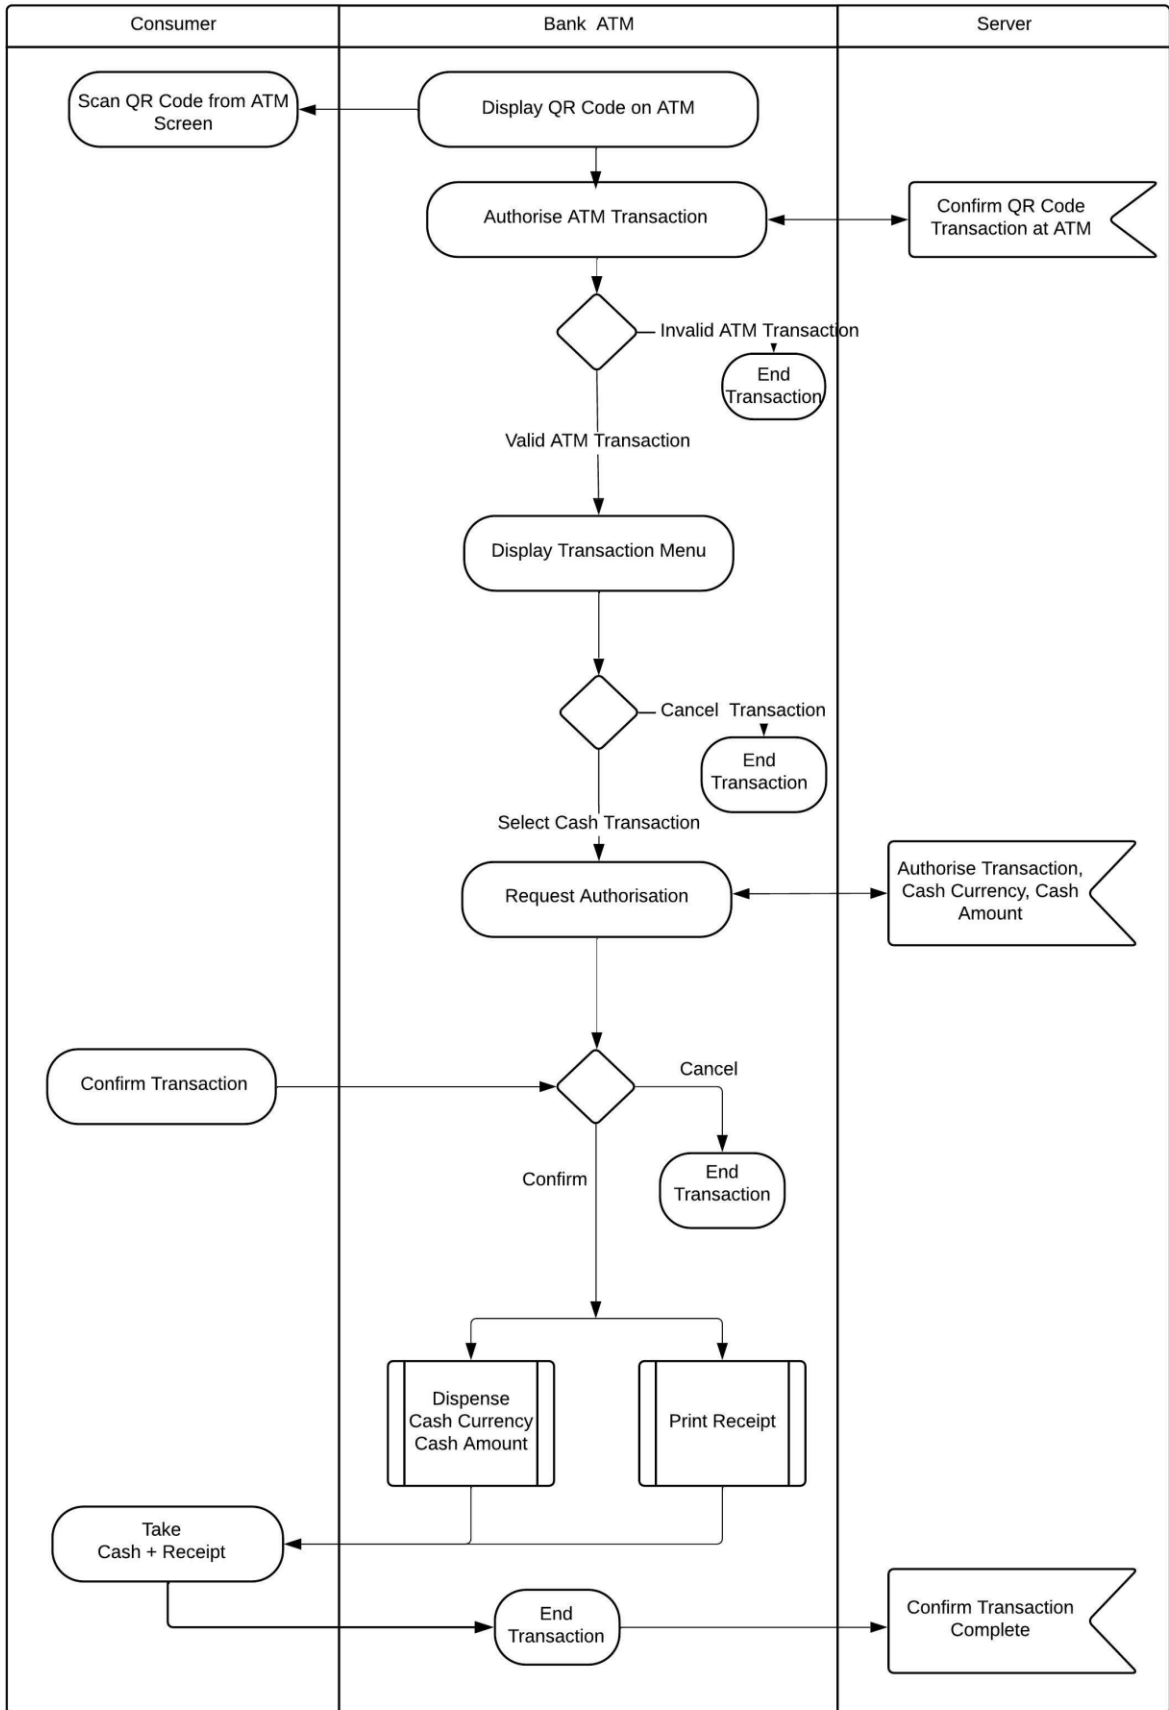 Consumer
Bank ATM
Server
Scan QR Code from ATM
Screen
Display QR Code on ATM
Authorise ATM Transaction
Confirm QR Code
Transaction at ATM
Invalid ATM Transaction
End
Transaction
Valid ATM Transaction
Display Transaction Menu
Cancel Transaction
End
Transaction
Select Cash Transaction
Request Authorisation
Authorise Transaction,
Cash Currency, Cash
Amount
Confirm Transaction
Cancel
Confirm
End
Transaction
Dispense
Cash Currency
Cash Amount
Print Receipt
Take
Cash + Receipt
End
Transaction
Confirm Transaction
Complete